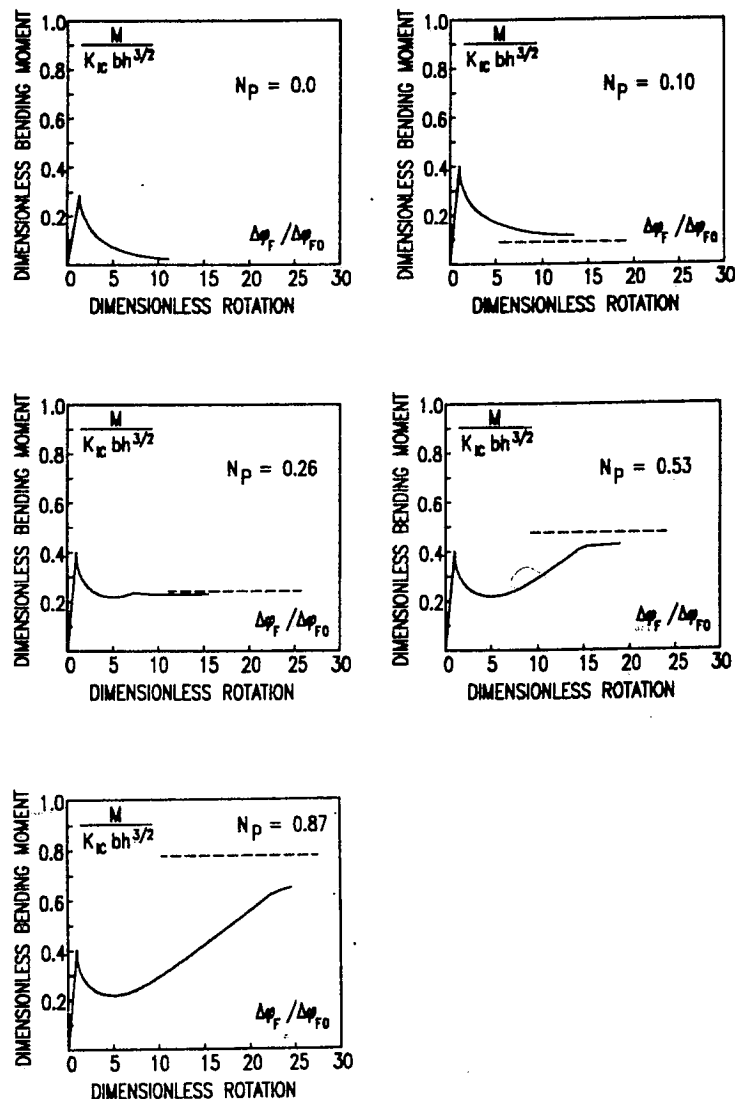 DIMENSIONLESS BENDING MOMENT
1.0
0.8
0.6
0.4
0.2
M
K_IC bh^3/2
N_P = 0.0
Δφ_F /Δφ_F0
0 5 10 15 20 25 30
DIMENSIONLESS ROTATION
DIMENSIONLESS BENDING MOMENT
1.0
0.8
0.6
0.4
0.2
M
K_IC bh^3/2
N_P = 0.10
Δφ_F /Δφ_F0
0 5 10 15 20 25 30
DIMENSIONLESS ROTATION
DIMENSIONLESS BENDING MOMENT
1.0
0.8
0.6
0.4
0.2
M
K_IC bh^3/2
N_P = 0.26
Δφ_F /Δφ_F0
0 5 10 15 20 25 30
DIMENSIONLESS ROTATION
DIMENSIONLESS BENDING MOMENT
1.0
0.8
0.6
0.4
0.2
M
K_IC bh^3/2
N_P = 0.53
Δφ_F /Δφ_F0
0 5 10 15 20 25 30
DIMENSIONLESS ROTATION
DIMENSIONLESS BENDING MOMENT
1.0
0.8
0.6
0.4
0.2
M
K_IC bh^3/2
N_P = 0.87
Δφ_F /Δφ_F0
0 5 10 15 20 25 30
DIMENSIONLESS ROTATION